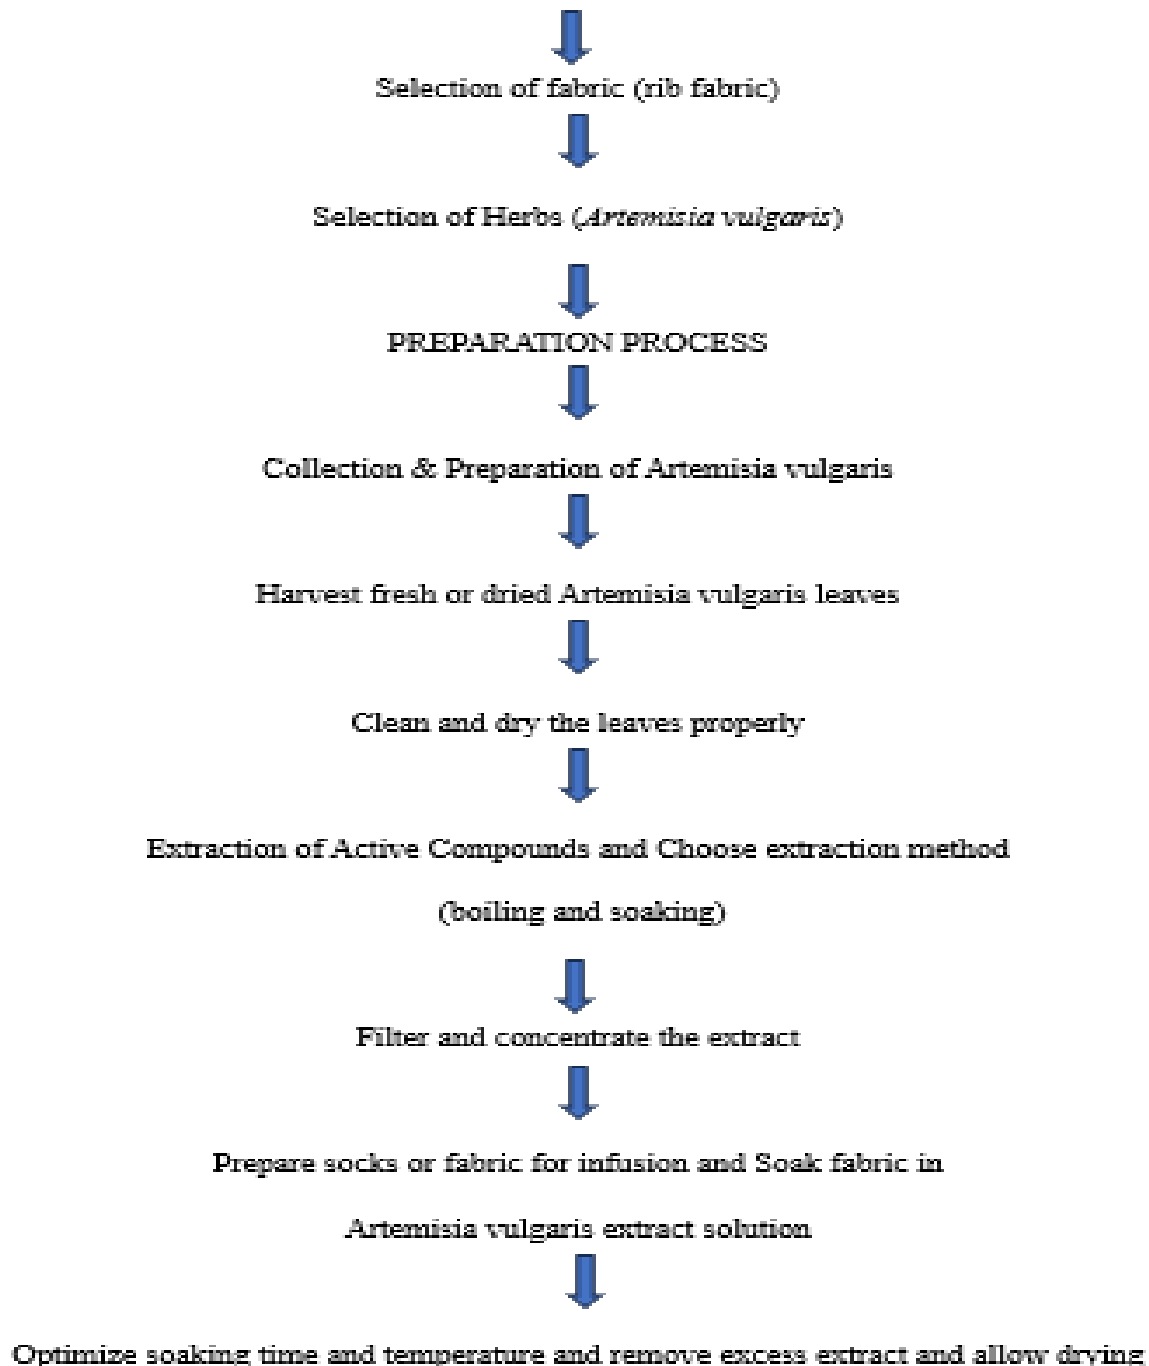 Selection of fabric (rib fabric)
Selection of Herbs (Artemisia vulgaris)
PREPARATION PROCESS
Collection & Preparation of Artemisia vulgaris
Harvest fresh or dried Artemisia vulgaris leaves
Clean and dry the leaves properly
Extraction of Active Compounds and Choose extraction method
(boiling and soaking)
Filter and concentrate the extract
Prepare socks or fabric for infusion and Soak fabric in
Artemisia vulgaris extract solution
Optimize soaking time and temperature and remove excess extract and allow drying